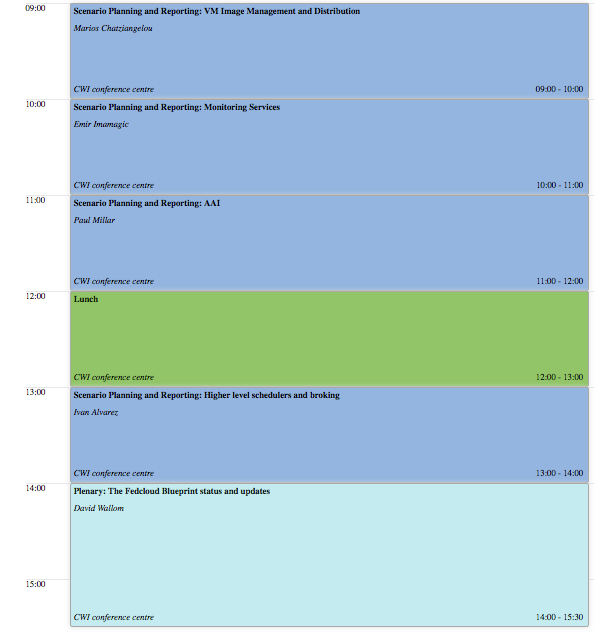 09:00
Scenario Planning and Reporting: VM Image Management and Distribution
Marios Chatziangelou
CWI conference centre 09:00 - 10:00
10:00
Scenario Planning and Reporting: Monitoring Services
Emir Imamagic
CWI conference centre 10:00 - 11:00
11:00
Scenario Planning and Reporting: AAI
Paul Millar
CWI conference centre 11:00 - 12:00
12:00
Lunch
CWI conference centre 12:00 - 13:00
13:00
Scenario Planning and Reporting: Higher level schedulers and broking
Ivan Alvarez
CWI conference centre 13:00 - 14:00
14:00
Plenary: The Fedcloud Blueprint status and updates
David Wallom
15:00
CWI conference centre 14:00 - 15:30